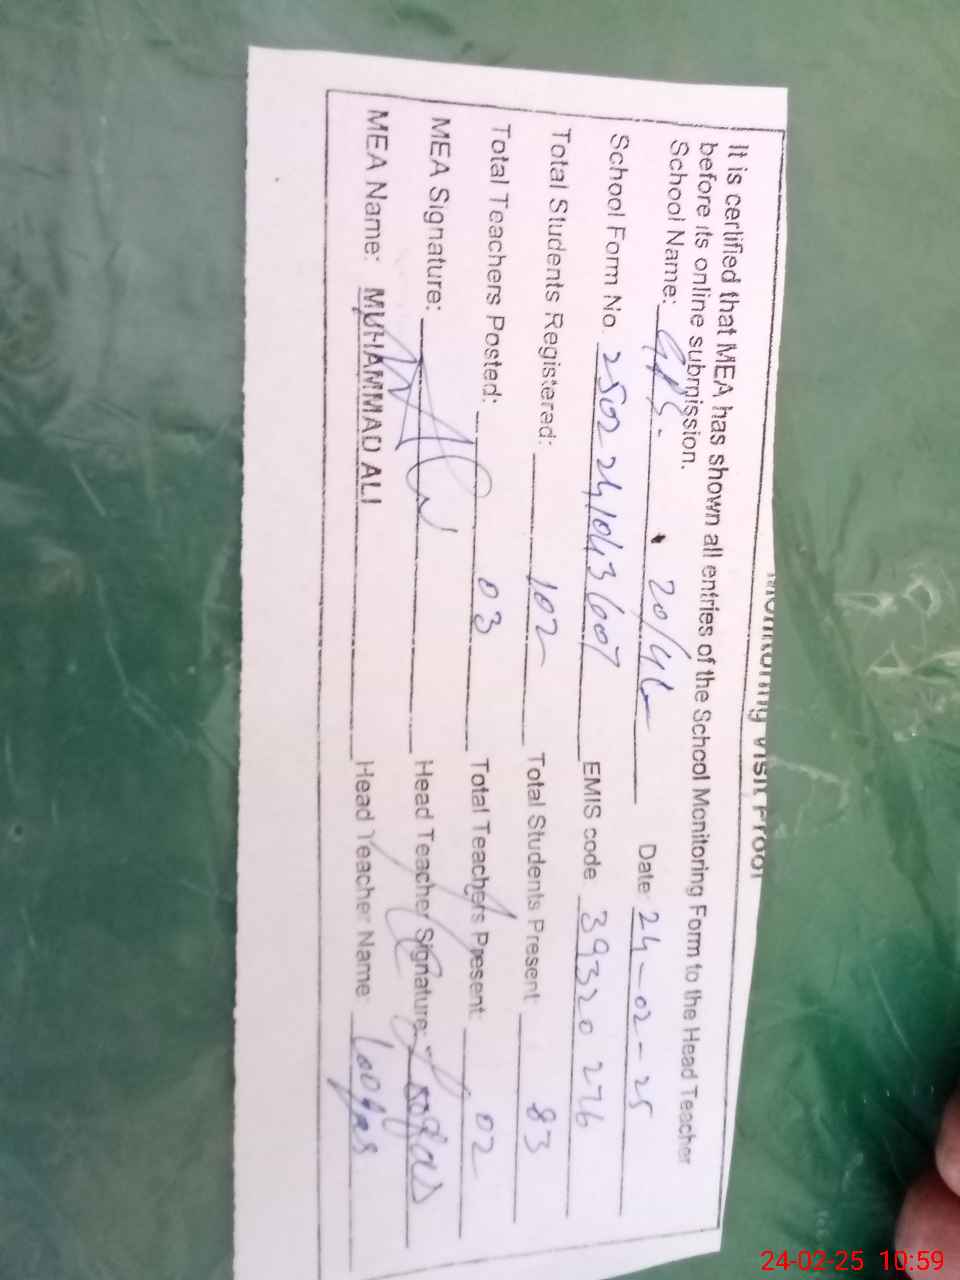 Monitoring Visit Proof
It is certified that MEA has shown all entries of the School Monitoring Form to the Head Teacher
before its online submission.
School Name: GPS. 20/4L Date: 24-02-25
School Form No. 2502241043607 EMIS code 39320276
Total Students Registered: 102 Total Students Present: 83
Total Teachers Posted: 03 Total Teachers Present: 02
MEA Signature: Head Teacher Signature:
MEA Name: MUHAMMAD ALI Head Teacher Name:
24-02-25 10:59